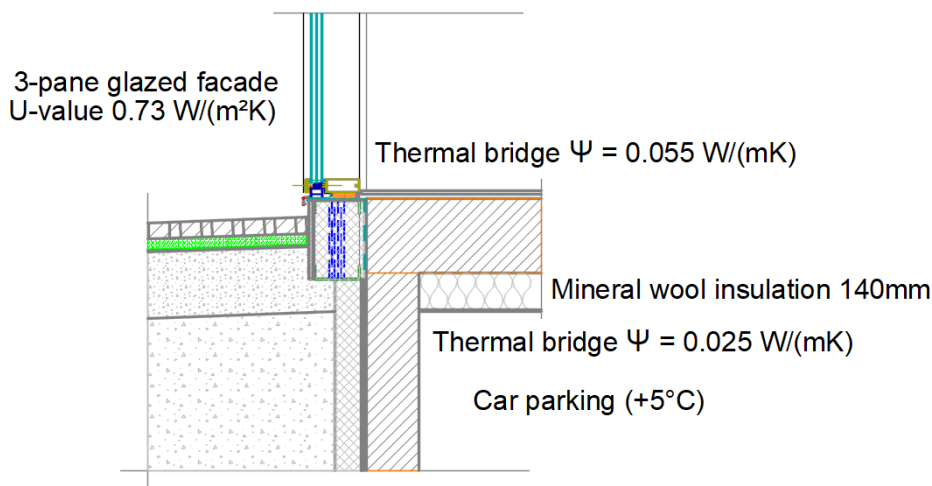 3-pane glazed facade
U-value 0.73 W/(m²K)
Thermal bridge Ψ = 0.055 W/(mK)
Mineral wool insulation 140mm
Thermal bridge Ψ = 0.025 W/(mK)
Car parking (+5°C)